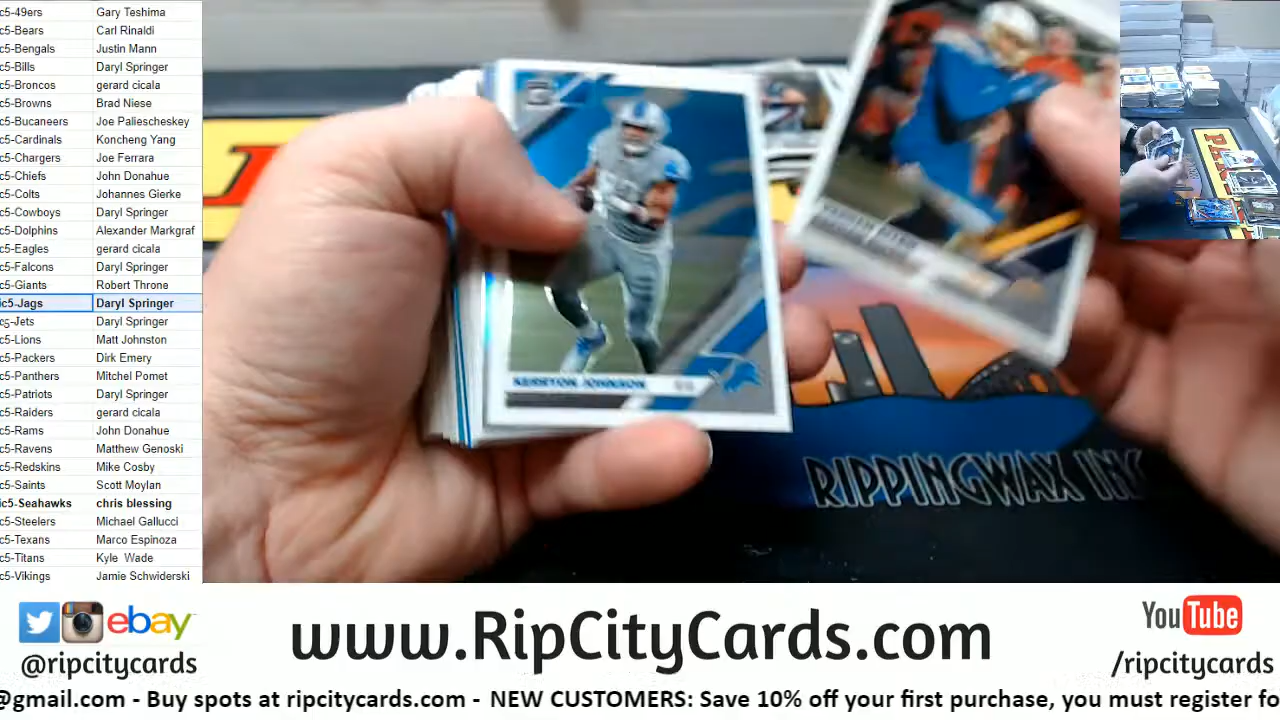 c5-49ers Gary Teshima
c5-Bears Carl Rinaldi
c5-Bengals Justin Mann
c5-Bills Daryl Springer
c5-Broncos gerard cicala
c5-Browns Brad Niese
c5-Bucaneers Joe Paliescheskey
c5-Cardinals Koncheng Yang
c5-Chargers Joe Ferrara
c5-Chiefs John Donahue
c5-Colts Johannes Gierke
c5-Cowboys Daryl Springer
c5-Dolphins Alexander Markgraf
c5-Eagles gerard cicala
c5-Falcons Daryl Springer
c5-Giants Robert Throne
ic5-Jags Daryl Springer
c5-Jets Daryl Springer
c5-Lions Matt Johnston
c5-Packers Dirk Emery
c5-Panthers Mitchel Pomet
c5-Patriots Daryl Springer
c5-Raiders gerard cicala
c5-Rams John Donahue
c5-Ravens Matthew Genoski
c5-Redskins Mike Cosby
c5-Saints Scott Moylan
ic5-Seahawks chris blessing
c5-Steelers Michael Gallucci
c5-Texans Marco Espinoza
c5-Titans Kyle Wade
c5-Vikings Jamie Schwiderski
KERRYON JOHNSON
RIPPINGWAX INC
ebay
@ripcitycards
www.RipCityCards.com
YouTube
/ripcitycards
@gmail.com - Buy spots at ripcitycards.com - NEW CUSTOMERS: Save 10% off your first purchase, you must register fo